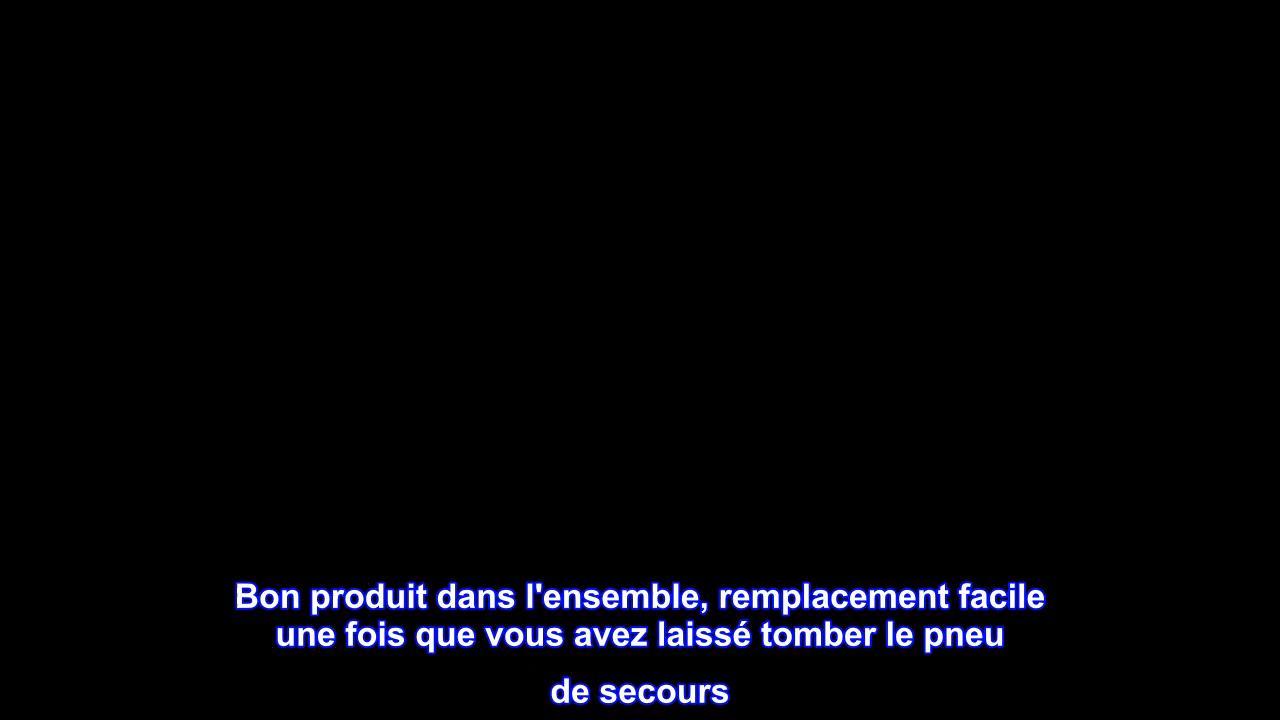 Bon produit dans l'ensemble, remplacement facile
une fois que vous avez laissé tomber le pneu
de secours